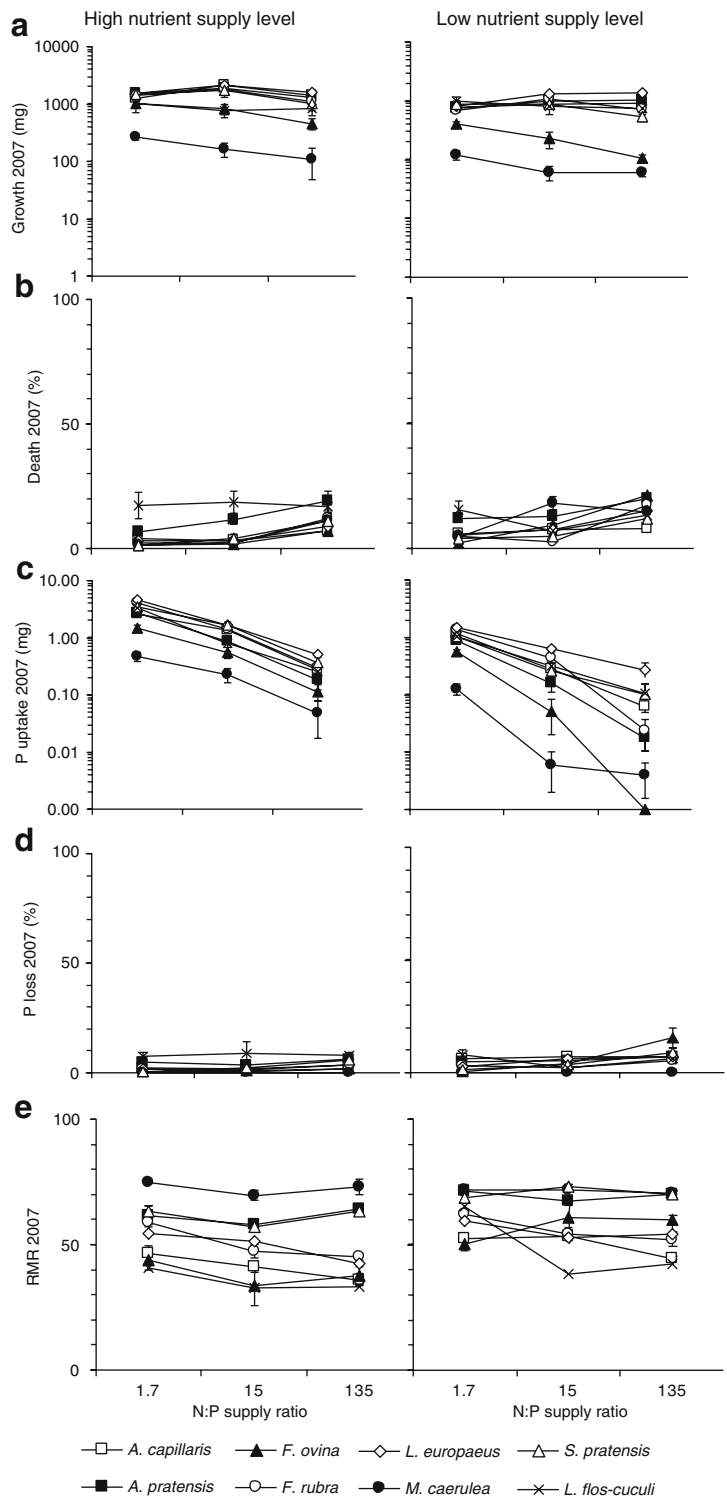 High nutrient supply level
Low nutrient supply level
a
10000
1000
100
10
1
Growth 2007 (mg)
b
100
50
0
Death 2007 (%)
c
10.00
1.00
0.10
0.01
0.00
P uptake 2007 (mg)
d
100
50
0
P loss 2007 (%)
e
100
50
0
RMR 2007
1.7 15 135
1.7 15 135
N:P supply ratio
N:P supply ratio
A. capillaris F. ovina L. europaeus S. pratensis
A. pratensis F. rubra M. caerulea L. flos-cuculi